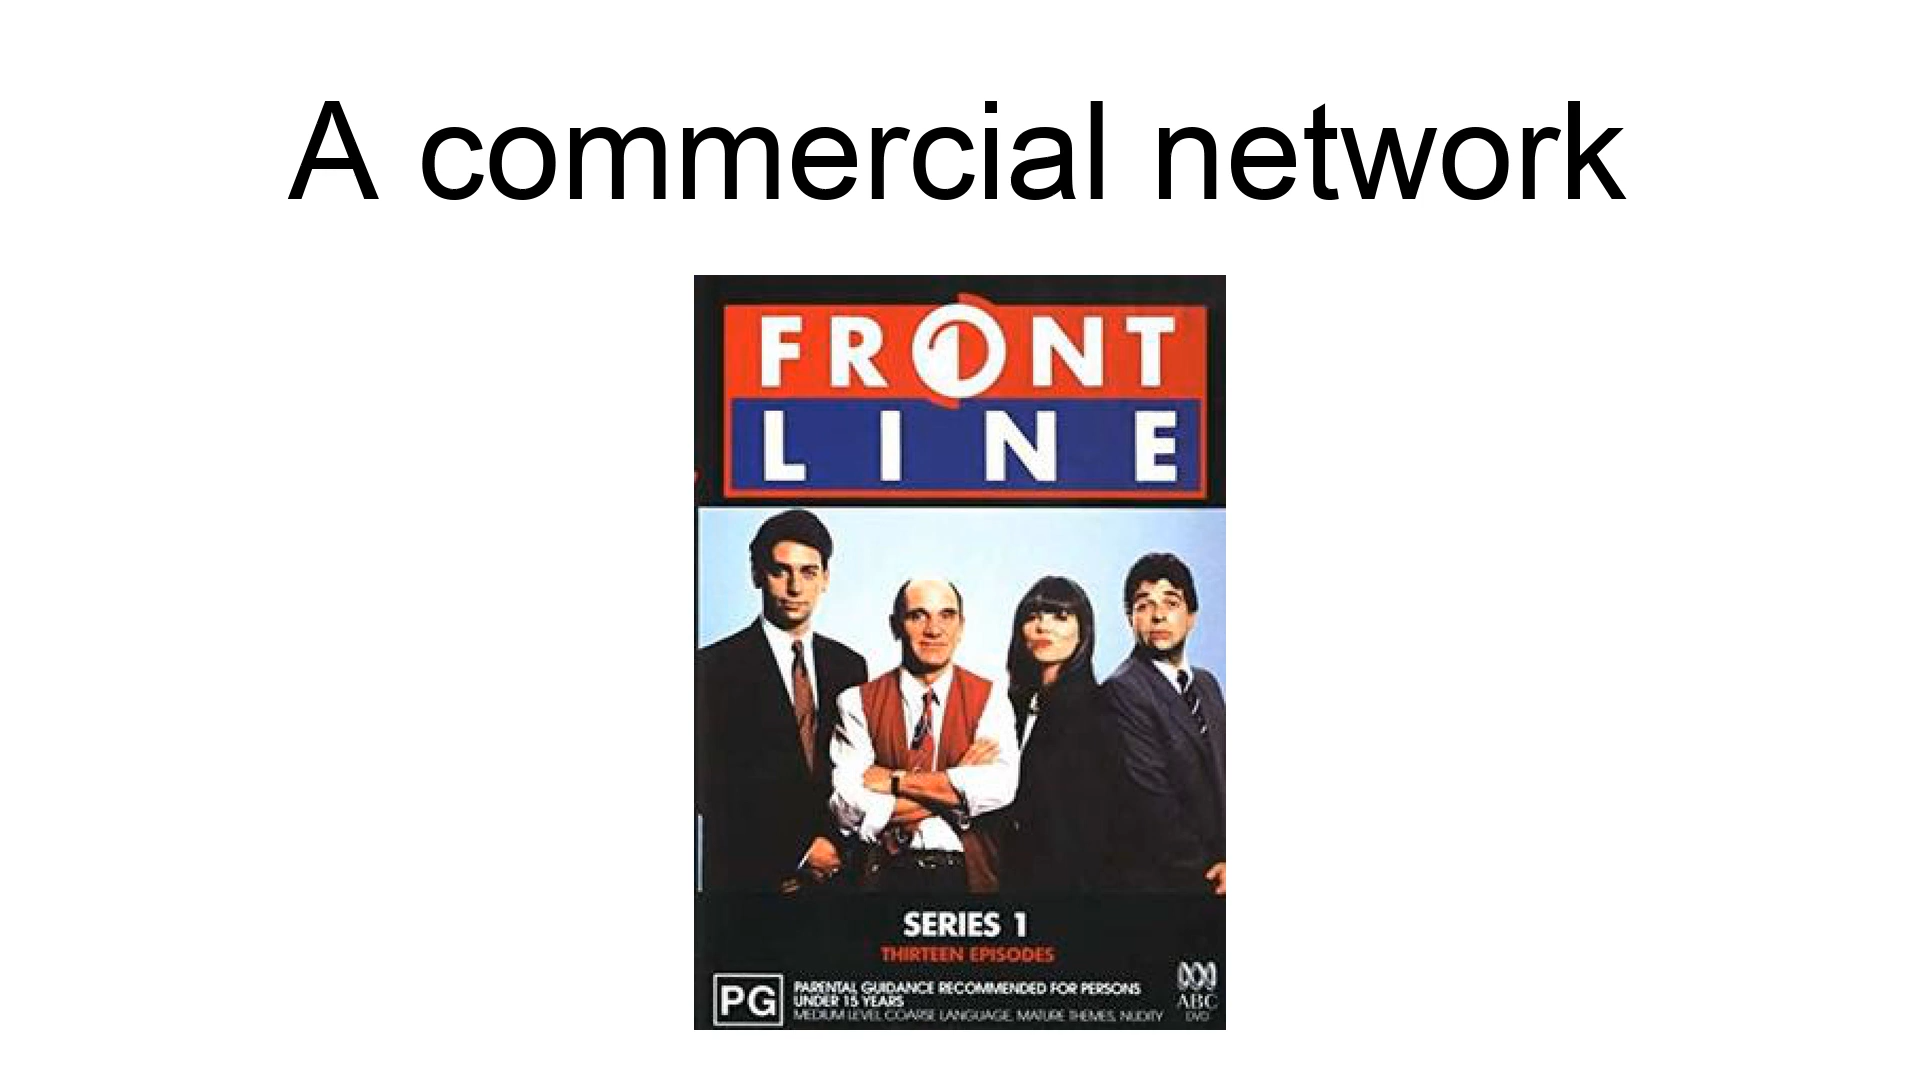 A commercial network
FRONT
LINE
SERIES 1
THIRTEEN EPISODES
PG
PARENTAL GUIDANCE RECOMMENDED FOR PERSONS
UNDER 15 YEARS
MEDIUM LEVEL COARSE LANGUAGE, MATURE THEMES, NUDITY
ABC
DVD